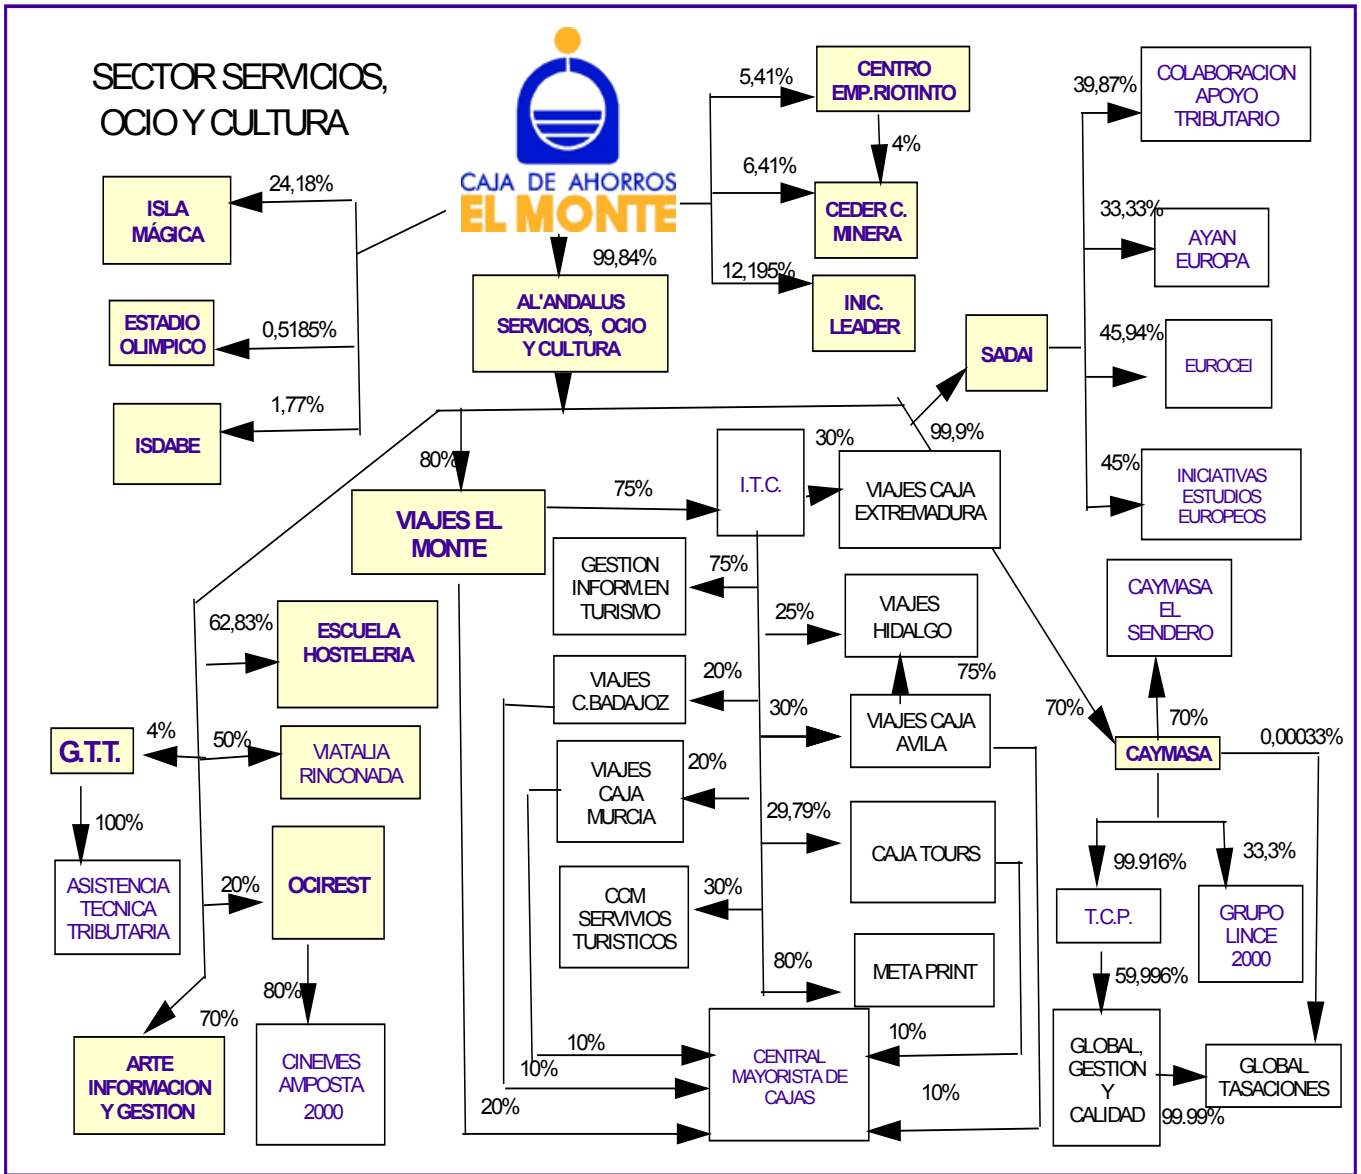 SECTOR SERVICIOS,
OCIO Y CULTURA
CAJA DE AHORROS
EL MONTE
5,41%
CENTRO
EMP.RIOTINTO
4%
6,41%
CEDER C.
MINERA
12,195%
INIC.
LEADER
39,87%
COLABORACION
APOYO
TRIBUTARIO
33,33%
AYAN
EUROPA
45,94%
EUROCEI
45%
INICIATIVAS
ESTUDIOS
EUROPEOS
SADAI
99,9%
24,18%
ISLA
MÁGICA
0,5185%
ESTADIO
OLIMPICO
1,77%
ISDABE
99,84%
AL'ANDALUS
SERVICIOS, OCIO
Y CULTURA
80%
VIAJES EL
MONTE
75%
I.T.C.
30%
VIAJES CAJA
EXTREMADURA
GESTION
INFORM.EN
TURISMO
75%
25%
VIAJES
HIDALGO
75%
VIAJES
C.BADAJOZ
20%
30%
VIAJES CAJA
AVILA
VIAJES
CAJA
MURCIA
20%
29,79%
CAJA TOURS
CCM
SERVIVIOS
TURISTICOS
30%
80%
META PRINT
10%
10%
20%
CENTRAL
MAYORISTA DE
CAJAS
10%
10%
62,83%
ESCUELA
HOSTELERIA
G.T.T.
4%
50%
VIATALIA
RINCONADA
100%
ASISTENCIA
TECNICA
TRIBUTARIA
20%
OCIREST
80%
CINEMES
AMPOSTA
2000
70%
ARTE
INFORMACION
Y GESTION
CAYMASA
EL
SENDERO
70%
70%
CAYMASA
0,00033%
99.916%
T.C.P.
33,3%
GRUPO
LINCE
2000
59,996%
GLOBAL,
GESTION
Y
CALIDAD
99.99%
GLOBAL
TASACIONES